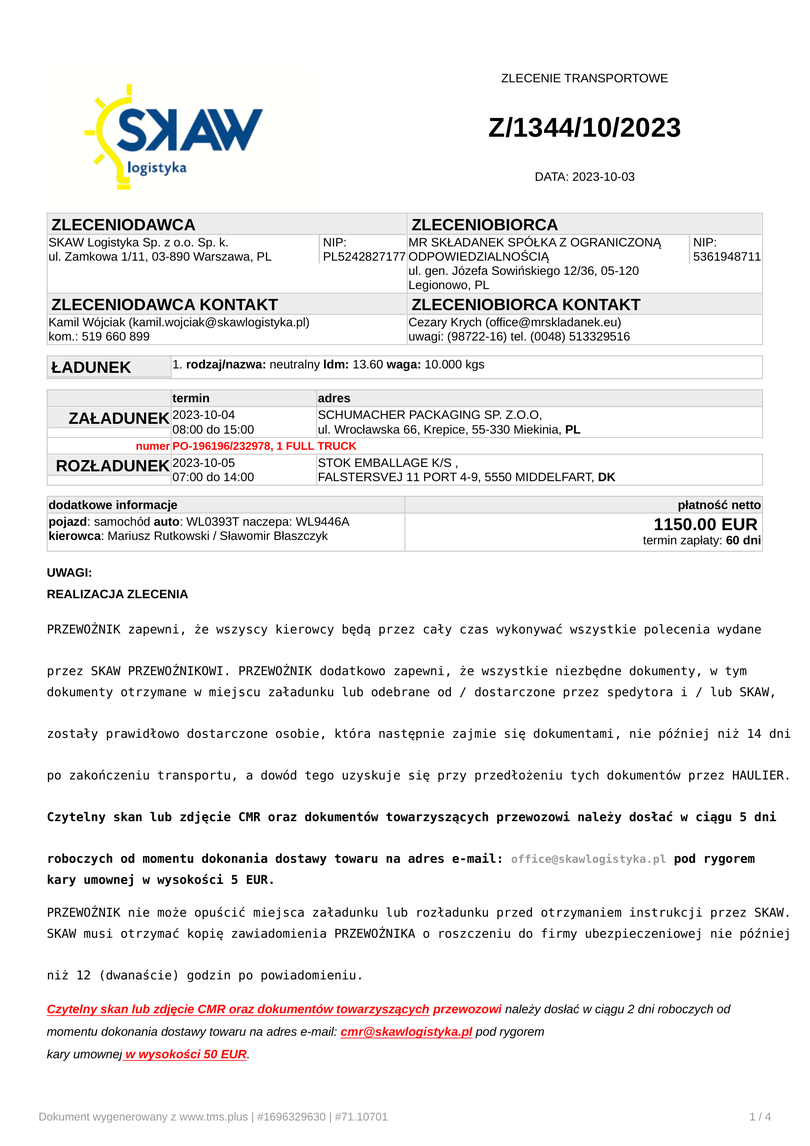 SKAW
logistyka
ZLECENIE TRANSPORTOWE
Z/1344/10/2023
DATA: 2023-10-03
ZLECENIODAWCA ZLECENIOBIORCA
SKAW Logistyka Sp. z o.o. Sp. k. NIP: MR SKŁADANEK SPÓŁKA Z OGRANICZONĄ NIP:
ul. Zamkowa 1/11, 03-890 Warszawa, PL PL5242827177 ODPOWIEDZIALNOŚCIĄ 5361948711
ul. gen. Józefa Sowińskiego 12/36, 05-120
Legionowo, PL
ZLECENIODAWCA KONTAKT ZLECENIOBIORCA KONTAKT
Kamil Wójciak (kamil.wojciak@skawlogistyka.pl) Cezary Krych (office@mrskladanek.eu)
kom.: 519 660 899 uwagi: (98722-16) tel. (0048) 513329516
ŁADUNEK 1. rodzaj/nazwa: neutralny ldm: 13.60 waga: 10.000 kgs
termin adres
ZAŁADUNEK 2023-10-04 SCHUMACHER PACKAGING SP. Z.O.O,
08:00 do 15:00 ul. Wrocławska 66, Krepice, 55-330 Miekinia, PL
numer PO-196196/232978, 1 FULL TRUCK
ROZŁADUNEK 2023-10-05 STOK EMBALLAGE K/S ,
07:00 do 14:00 FALSTERSVEJ 11 PORT 4-9, 5550 MIDDELFART, DK
dodatkowe informacje płatność netto
pojazd: samochód auto: WL0393T naczepa: WL9446A 1150.00 EUR
kierowca: Mariusz Rutkowski / Sławomir Błaszczyk termin zapłaty: 60 dni
UWAGI:
REALIZACJA ZLECENIA
PRZEWOŹNIK zapewni, że wszyscy kierowcy będą przez cały czas wykonywać wszystkie polecenia wydane
przez SKAW PRZEWOŹNIKOWI. PRZEWOŹNIK dodatkowo zapewni, że wszystkie niezbędne dokumenty, w tym
dokumenty otrzymane w miejscu załadunku lub odebrane od / dostarczone przez spedytora i / lub SKAW,
zostały prawidłowo dostarczone osobie, która następnie zajmie się dokumentami, nie później niż 14 dni
po zakończeniu transportu, a dowód tego uzyskuje się przy przedłożeniu tych dokumentów przez HAULIER.
Czytelny skan lub zdjęcie CMR oraz dokumentów towarzyszących przewozowi należy dosłać w ciągu 5 dni
roboczych od momentu dokonania dostawy towaru na adres e-mail: office@skawlogistyka.pl pod rygorem
kary umownej w wysokości 5 EUR.
PRZEWOŹNIK nie może opuścić miejsca załadunku lub rozładunku przed otrzymaniem instrukcji przez SKAW.
SKAW musi otrzymać kopię zawiadomienia PRZEWOŹNIKA o roszczeniu do firmy ubezpieczeniowej nie później
niż 12 (dwanaście) godzin po powiadomieniu.
Czytelny skan lub zdjęcie CMR oraz dokumentów towarzyszących przewozowi należy dosłać w ciągu 2 dni roboczych od
momentu dokonania dostawy towaru na adres e-mail: cmr@skawlogistyka.pl pod rygorem
kary umownej w wysokości 50 EUR.
Dokument wygenerowany z www.tms.plus | #1696329630 | #71.10701 1 / 4